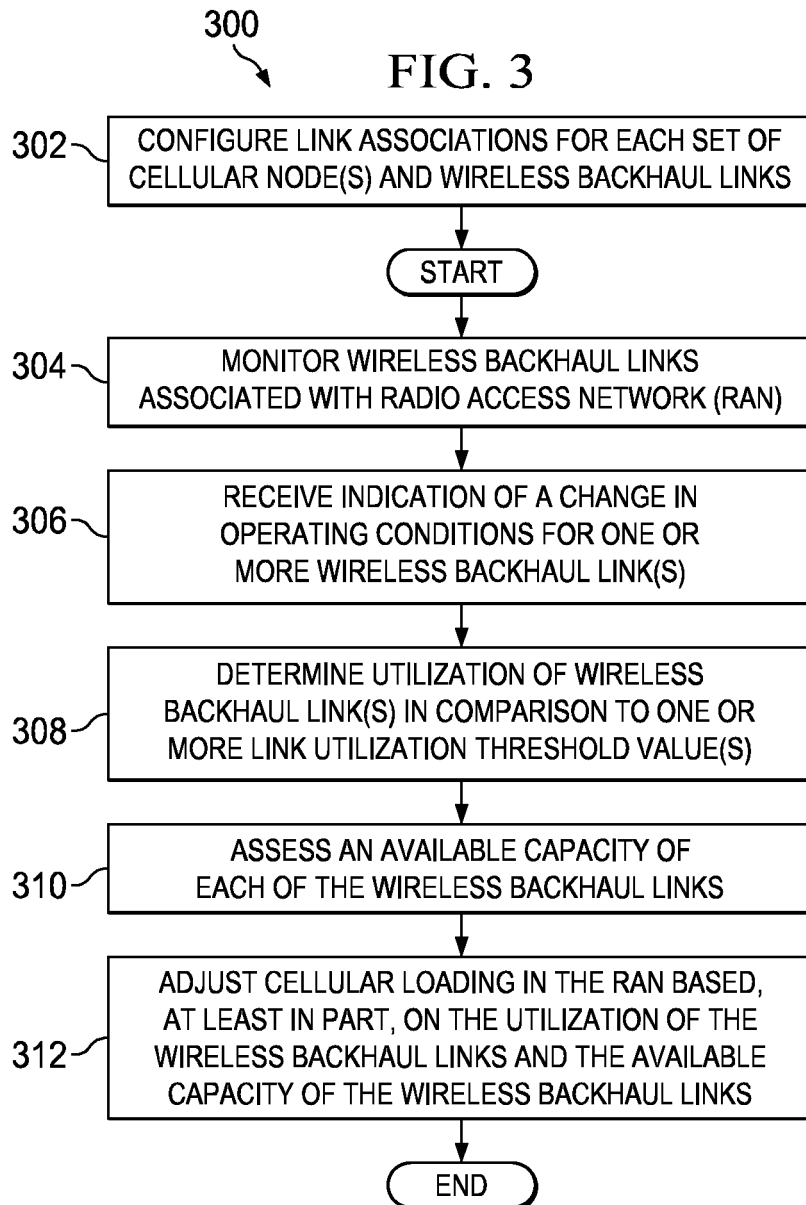 300
FIG. 3
302
CONFIGURE LINK ASSOCIATIONS FOR EACH SET OF
CELLULAR NODE(S) AND WIRELESS BACKHAUL LINKS
START
304
MONITOR WIRELESS BACKHAUL LINKS
ASSOCIATED WITH RADIO ACCESS NETWORK (RAN)
306
RECEIVE INDICATION OF A CHANGE IN
OPERATING CONDITIONS FOR ONE OR
MORE WIRELESS BACKHAUL LINK(S)
308
DETERMINE UTILIZATION OF WIRELESS
BACKHAUL LINK(S) IN COMPARISON TO ONE OR
MORE LINK UTILIZATION THRESHOLD VALUE(S)
310
ASSESS AN AVAILABLE CAPACITY OF
EACH OF THE WIRELESS BACKHAUL LINKS
312
ADJUST CELLULAR LOADING IN THE RAN BASED,
AT LEAST IN PART, ON THE UTILIZATION OF THE
WIRELESS BACKHAUL LINKS AND THE AVAILABLE
CAPACITY OF THE WIRELESS BACKHAUL LINKS
END